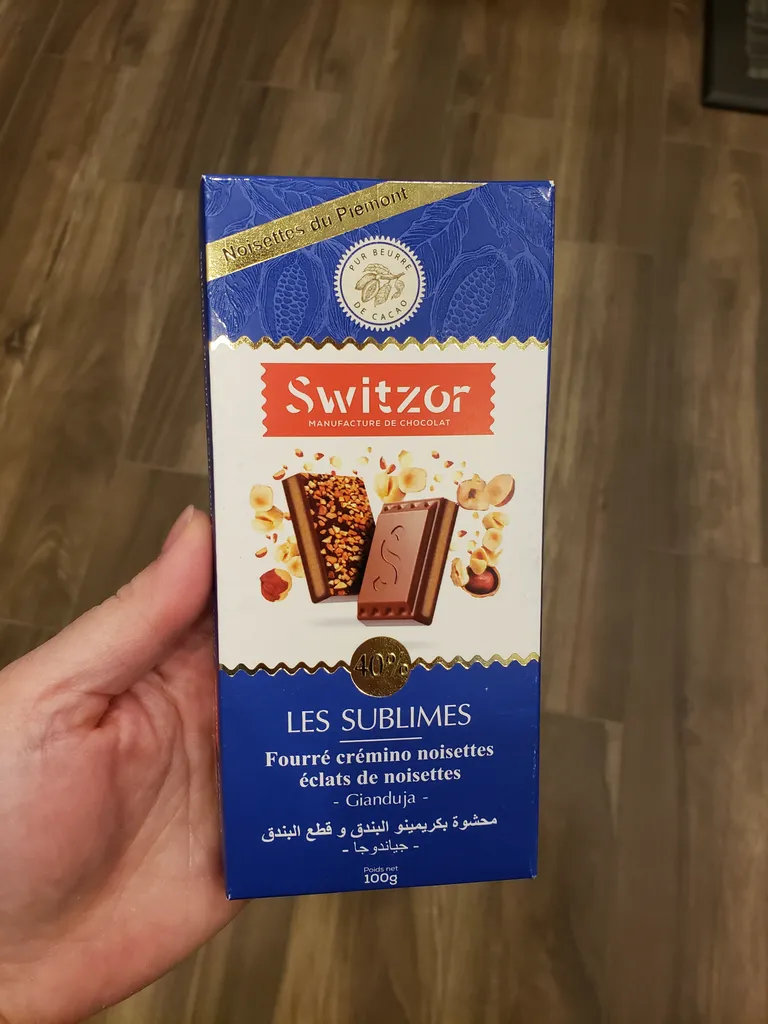 Noisettes du Piémont
PUR BEURRE
DE CACAO
Switzor
MANUFACTURE DE CHOCOLAT
40%
LES SUBLIMES
Fourré crémino noisettes
éclats de noisettes
- Gianduja -
محشوة بكريمينو البندق و قطع البندق
- جياندوجا -
Poids net
100g